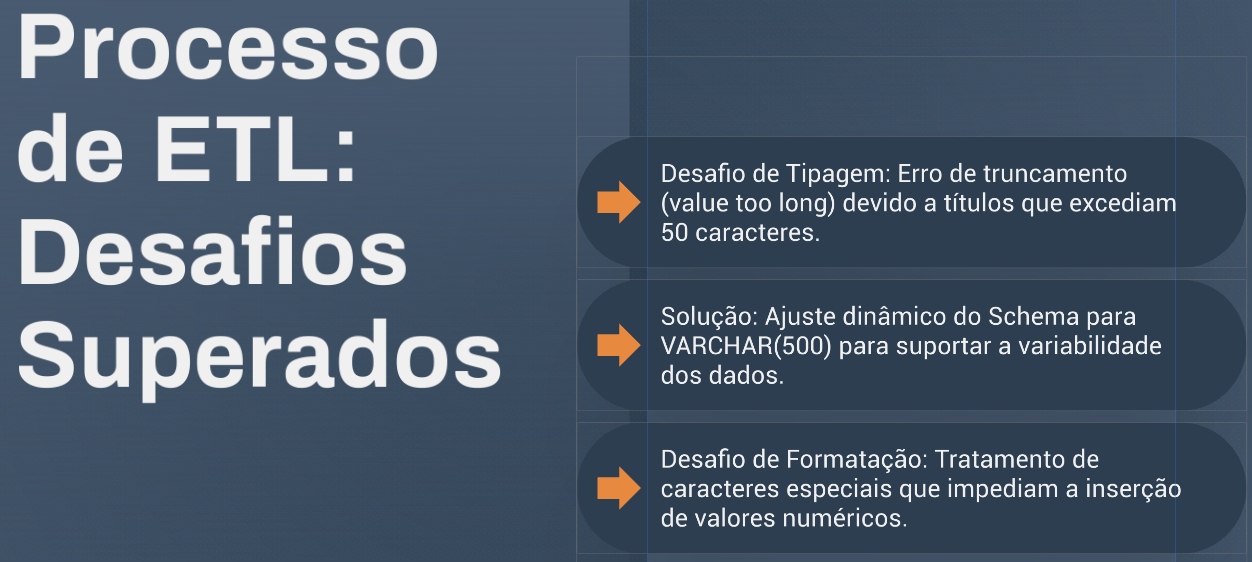 Processo
de ETL:
Desafios
Superados
Desafio de Tipagem: Erro de truncamento
(value too long) devido a títulos que excediam
50 caracteres.
Solução: Ajuste dinâmico do Schema para
VARCHAR(500) para suportar a variabilidade
dos dados.
Desafio de Formatação: Tratamento de
caracteres especiais que impediam a inserção
de valores numéricos.